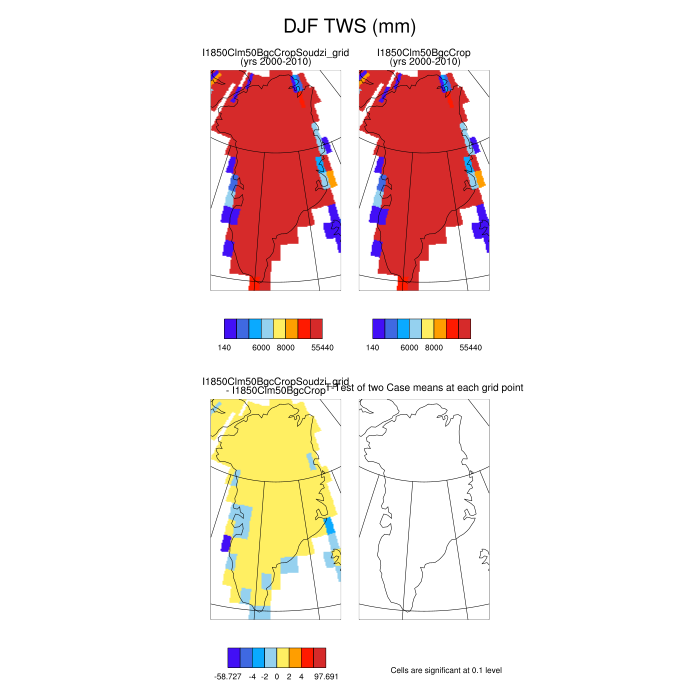 DJF TWS (mm)
I1850Clm50BgcCropSoudzi_grid
(yrs 2000-2010)
I1850Clm50BgcCrop
(yrs 2000-2010)
140 6000 8000 55440
140 6000 8000 55440
I1850Clm50BgcCropSoudzi_grid
- I1850Clm50BgcCrop
T-Test of two Case means at each grid point
-58.727 -4 -2 0 2 4 97.691
Cells are significant at 0.1 level